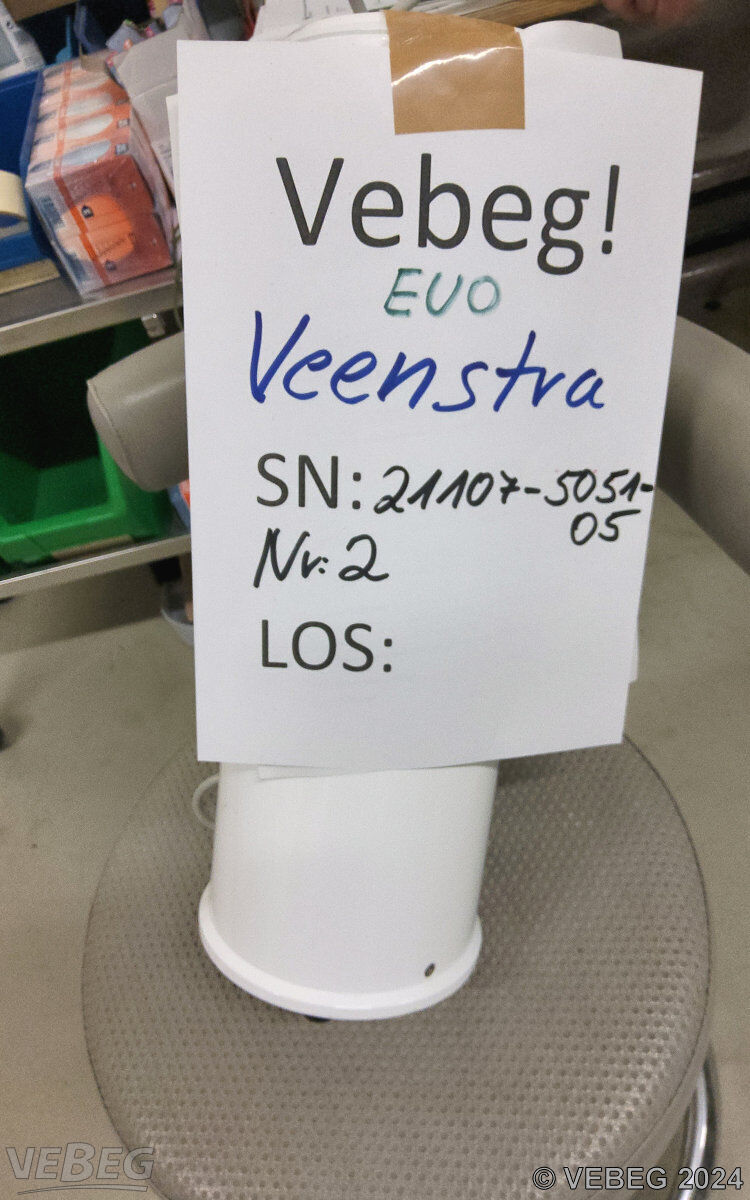 Vebeg!
EVO
Veenstra
SN: 21107-5051-
05
Nr: 2
LOS:
VEBEG
© VEBEG 2024